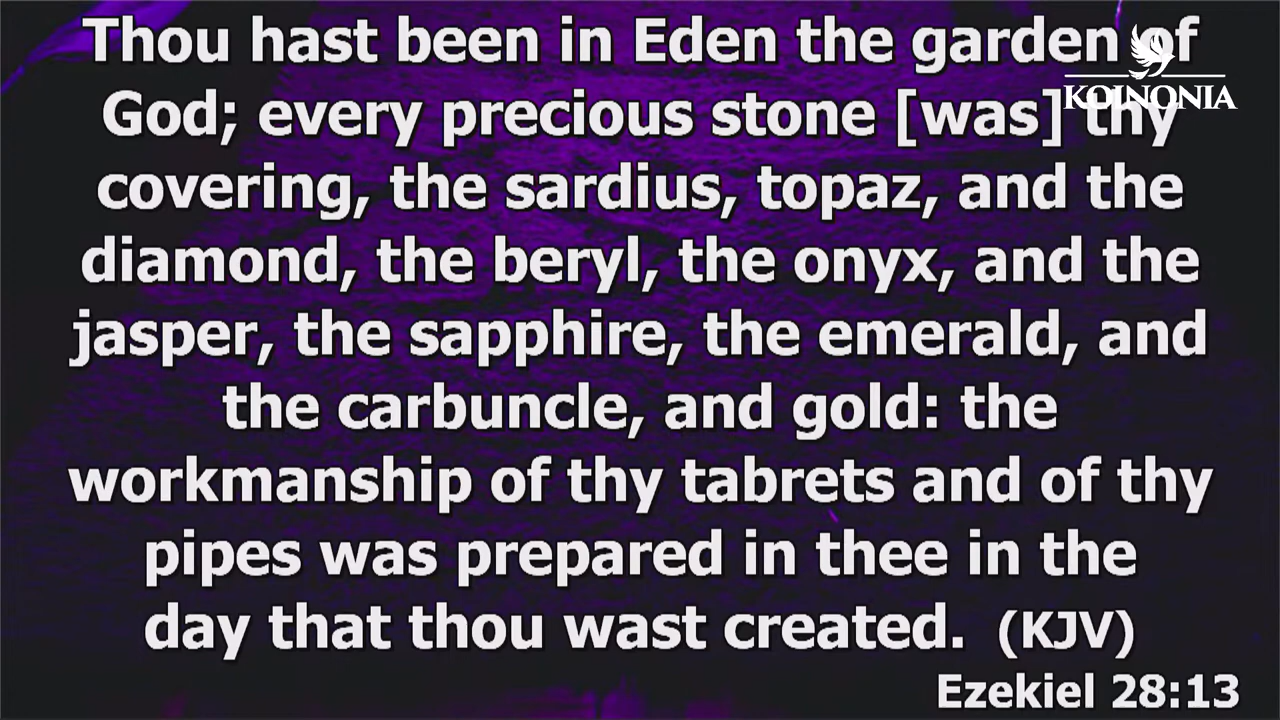 Thou hast been in Eden the garden of
God; every precious stone [was] thy
covering, the sardius, topaz, and the
diamond, the beryl, the onyx, and the
jasper, the sapphire, the emerald, and
the carbuncle, and gold: the
workmanship of thy tabrets and of thy
pipes was prepared in thee in the
day that thou wast created. (KJV)
Ezekiel 28:13
KOINONIA